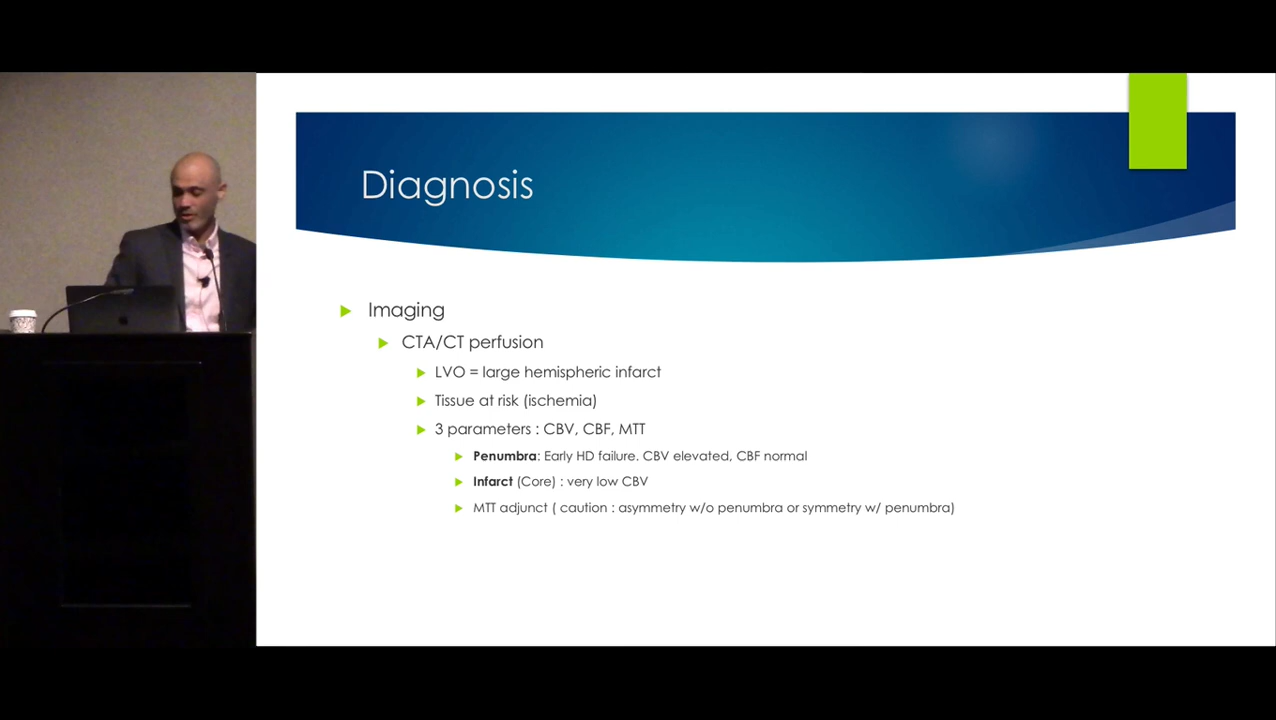 Diagnosis
Imaging
CTA/CT perfusion
LVO = large hemispheric infarct
Tissue at risk (ischemia)
3 parameters : CBV, CBF, MTT
Penumbra: Early HD failure. CBV elevated, CBF normal
Infarct (Core) : very low CBV
MTT adjunct ( caution : asymmetry w/o penumbra or symmetry w/ penumbra)